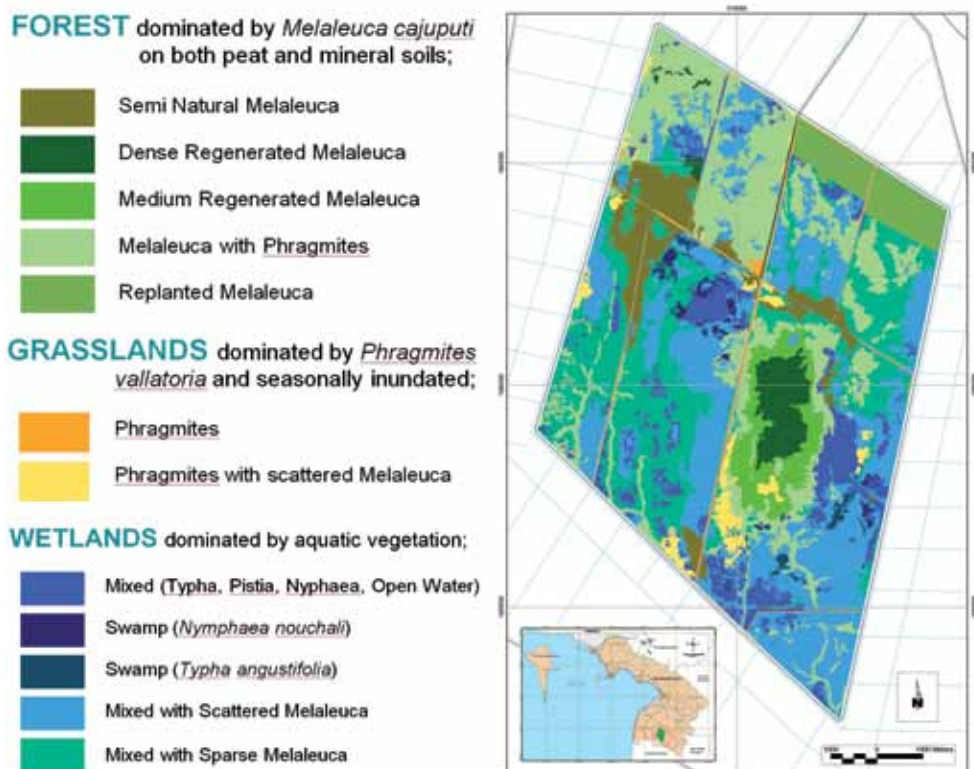 FOREST dominated by Melaleuca cajuputi
on both peat and mineral soils;
Semi Natural Melaleuca
Dense Regenerated Melaleuca
Medium Regenerated Melaleuca
Melaleuca with Phragmites
Replanted Melaleuca
GRASSLANDS dominated by Phragmites
vallatoria and seasonally inundated;
Phragmites
Phragmites with scattered Melaleuca
WETLANDS dominated by aquatic vegetation;
Mixed (Typha, Pistia, Nyphaea, Open Water)
Swamp (Nymphaea nouchali)
Swamp (Typha angustifolia)
Mixed with Scattered Melaleuca
Mixed with Sparse Melaleuca